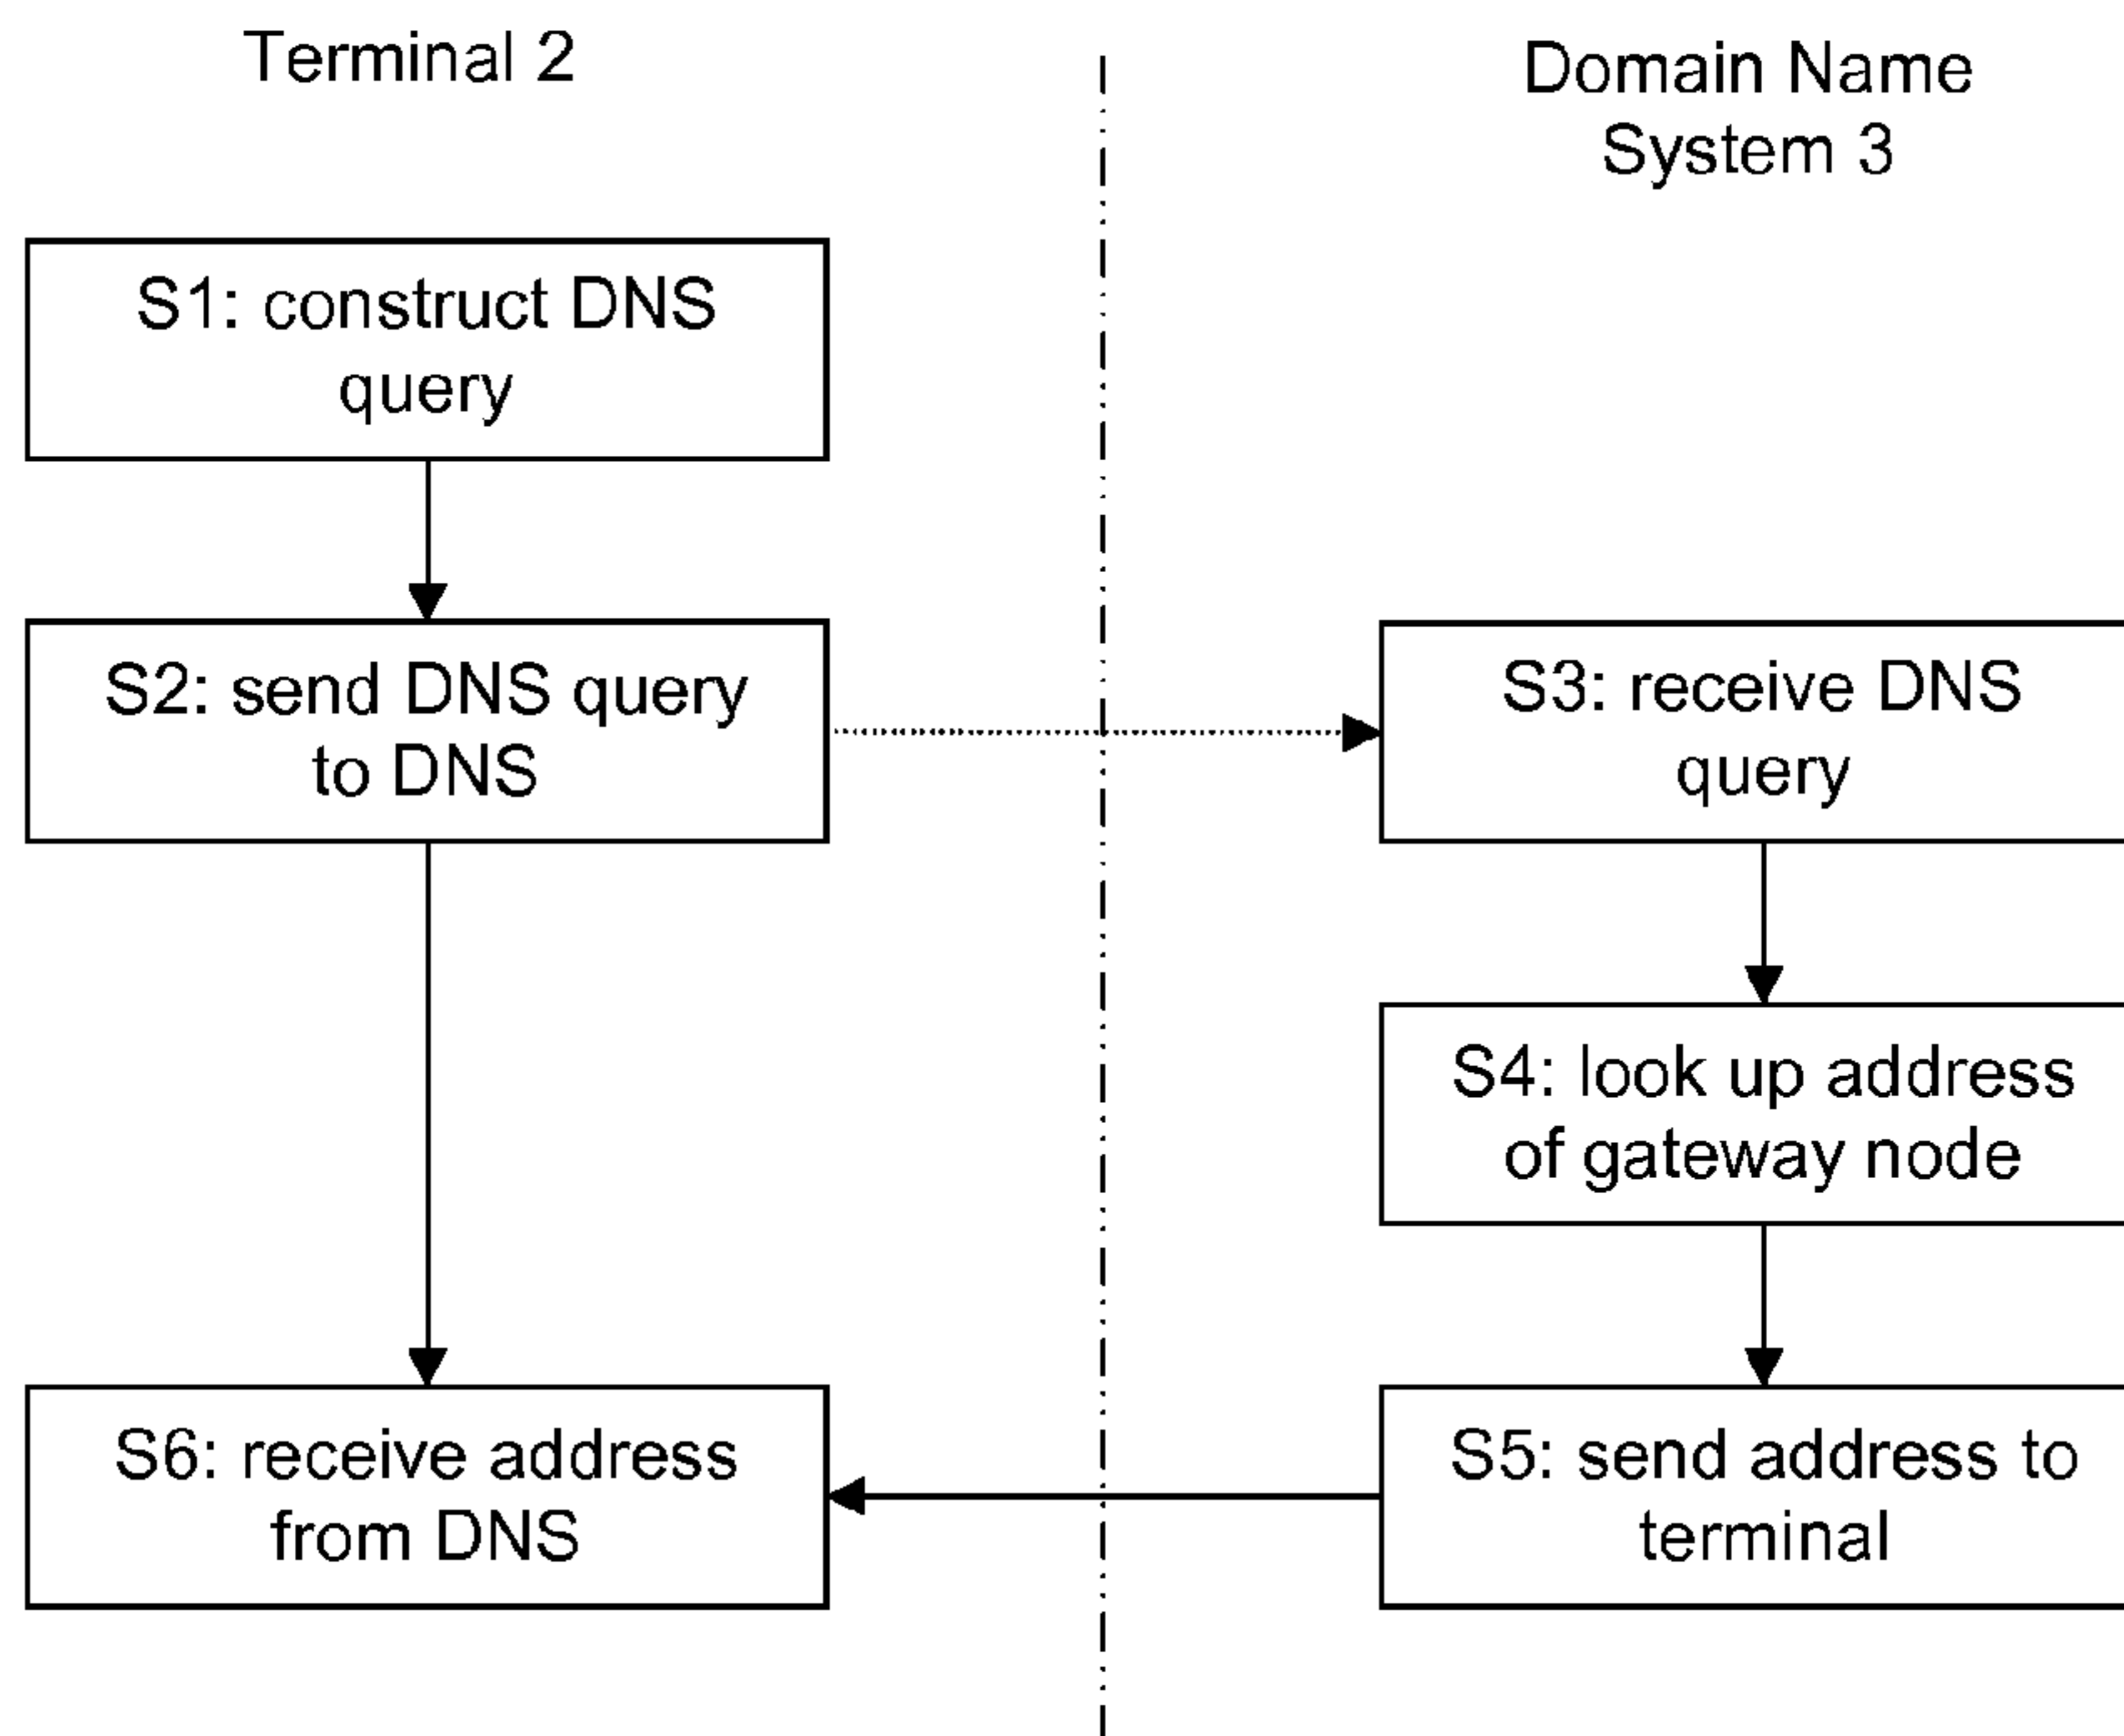 Terminal 2
Domain Name
System 3
S1: construct DNS
query
S2: send DNS query
to DNS
S3: receive DNS
query
S4: look up address
of gateway node
S6: receive address
from DNS
S5: send address to
terminal